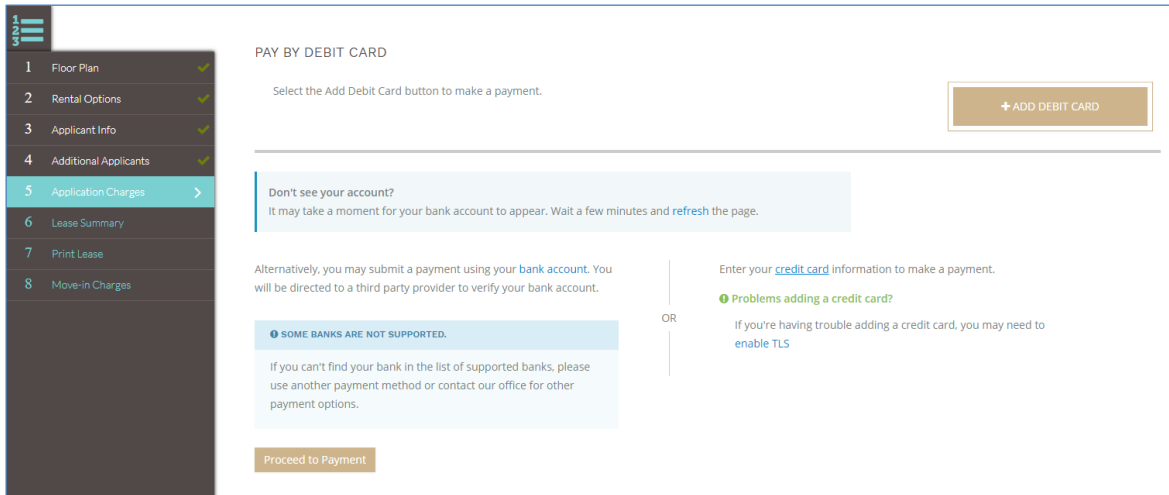 1
2
3
1 Floor Plan
2 Rental Options
3 Applicant Info
4 Additional Applicants
5 Application Charges
6 Lease Summary
7 Print Lease
8 Move-in Charges
PAY BY DEBIT CARD
Select the Add Debit Card button to make a payment.
+ ADD DEBIT CARD
Don't see your account?
It may take a moment for your bank account to appear. Wait a few minutes and refresh the page.
Alternatively, you may submit a payment using your bank account. You
will be directed to a third party provider to verify your bank account.
SOME BANKS ARE NOT SUPPORTED.
If you can't find your bank in the list of supported banks, please
use another payment method or contact our office for other
payment options.
Proceed to Payment
OR
Enter your credit card information to make a payment.
Problems adding a credit card?
If you're having trouble adding a credit card, you may need to
enable TLS